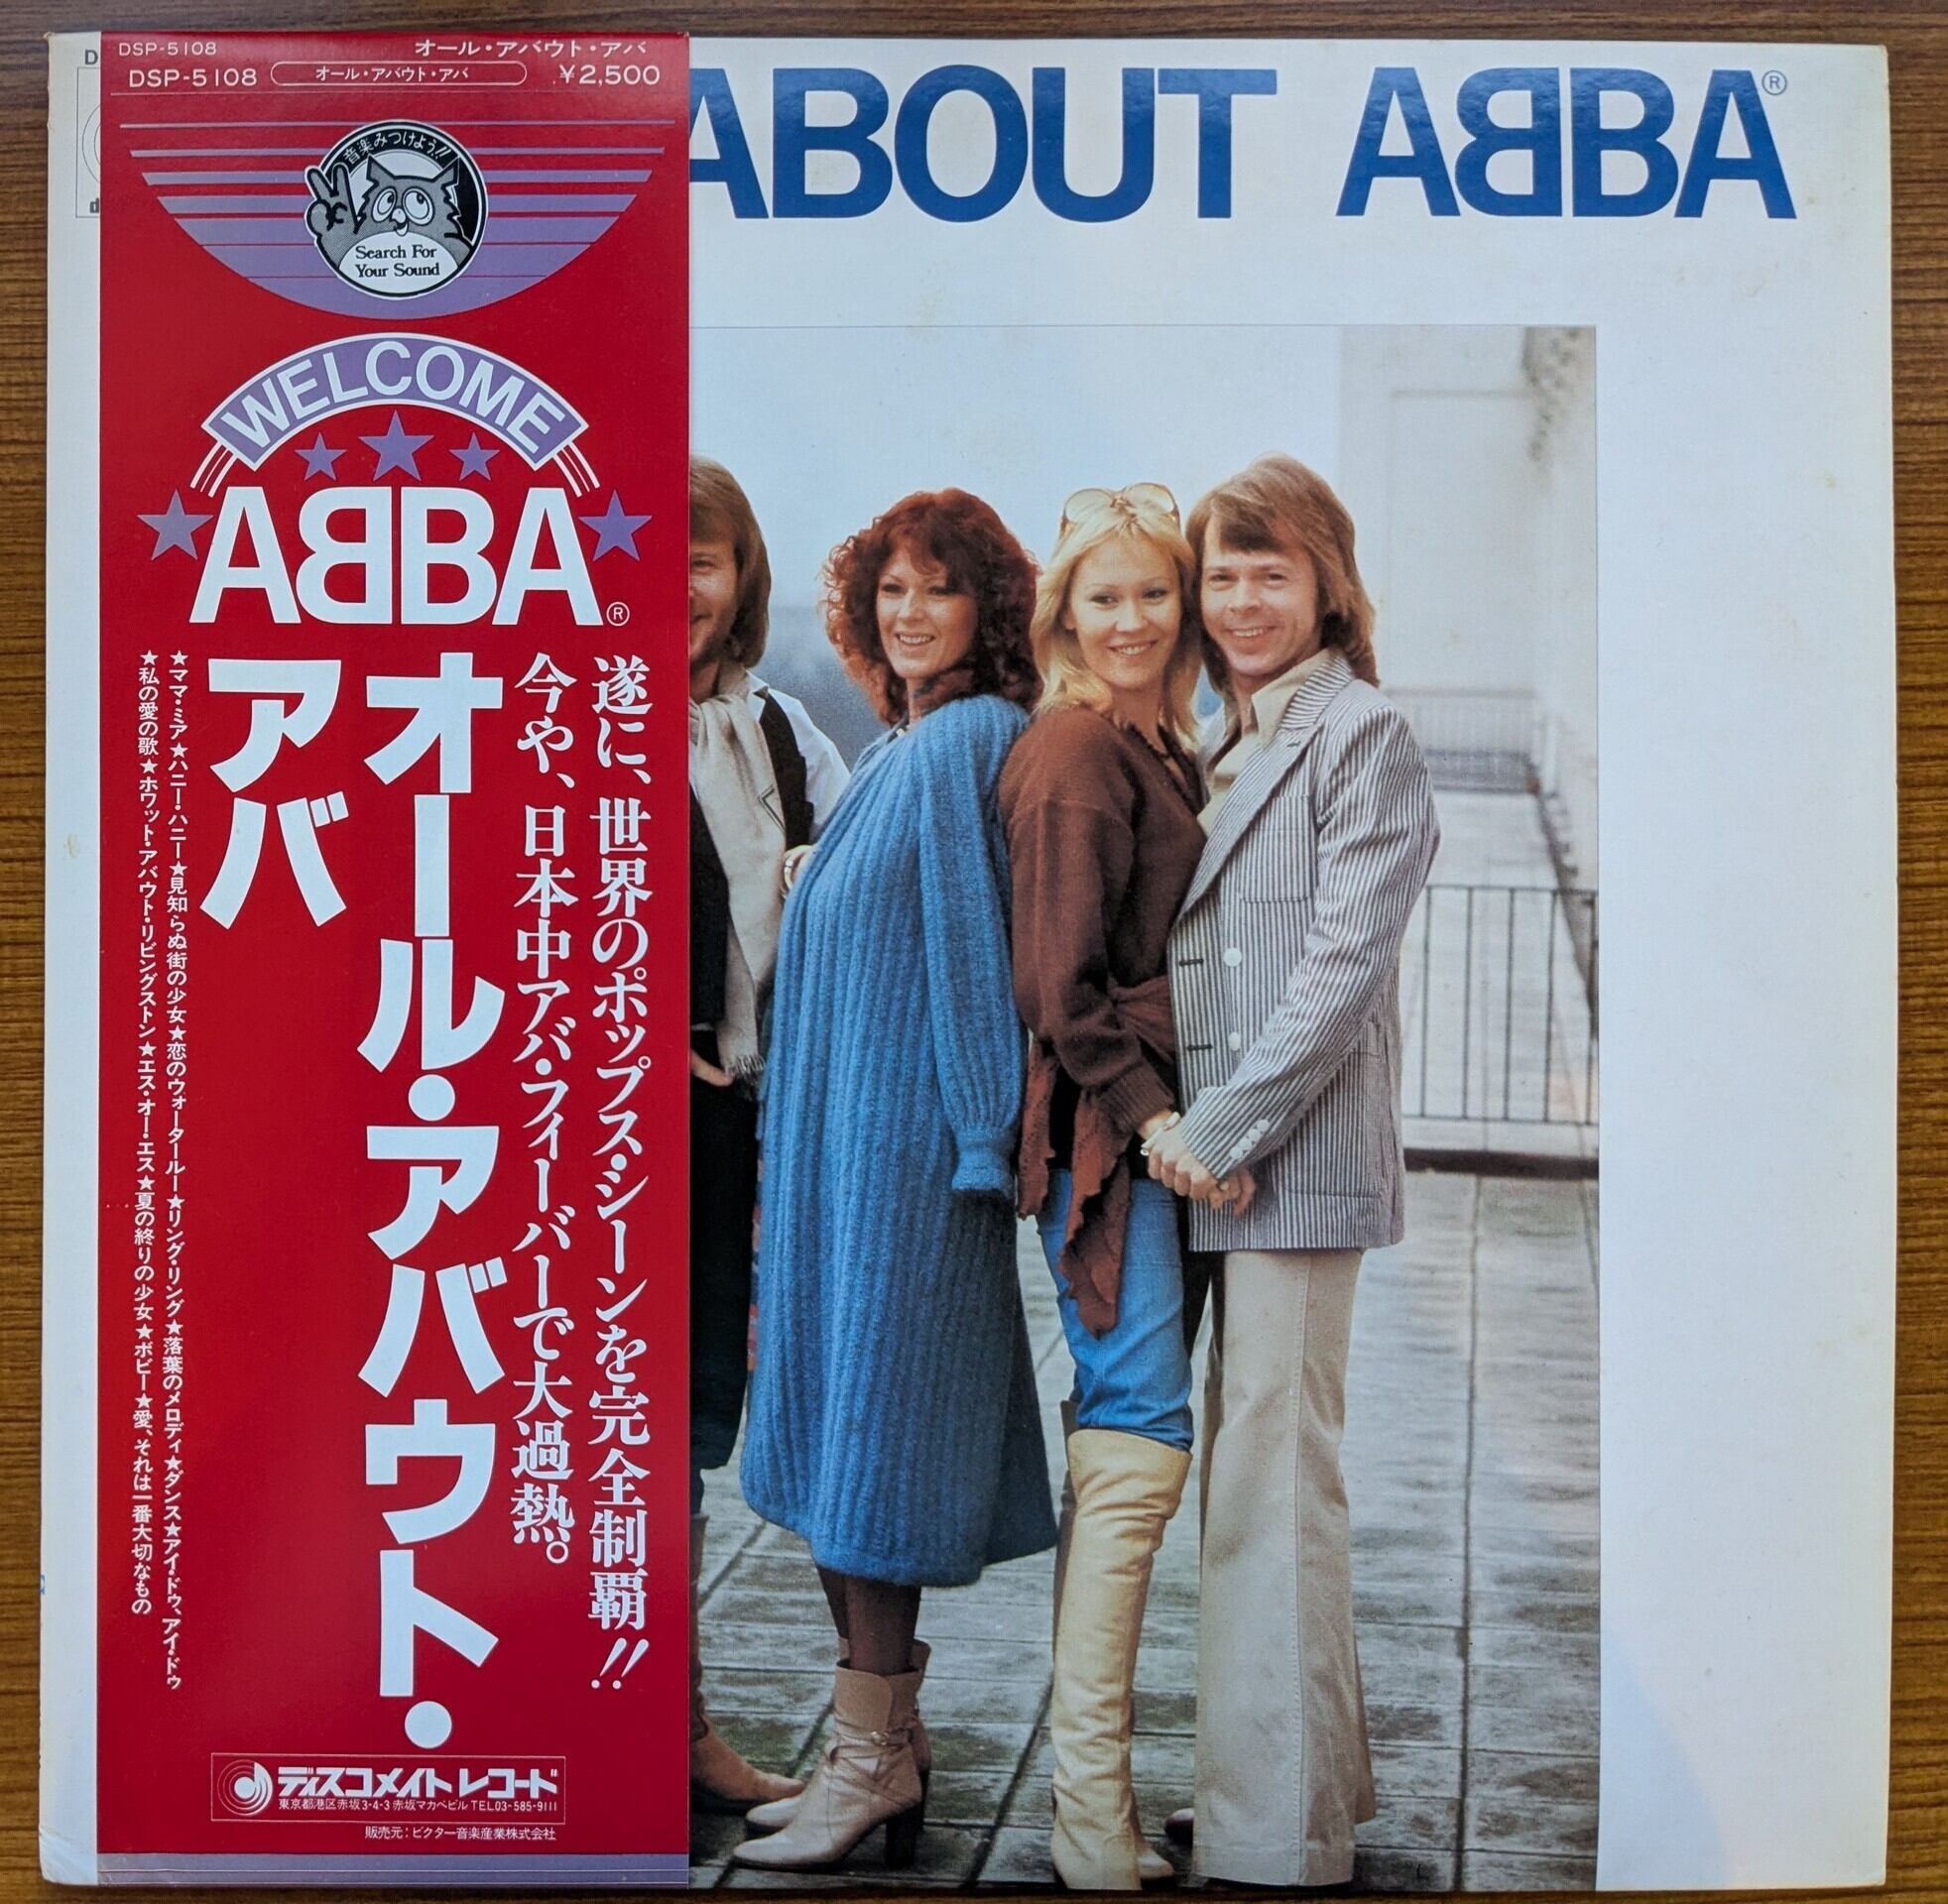 DSP-5108 オール・アバウト・アバ
DSP-5108 オール・アバウト・アバ ¥2,500
D
ABOUT ABBA®
音楽みつけよう!!
Search For
Your Sound
WELCOME
ABBA®
遂に、世界のポップス・シーンを完全制覇!!
今や、日本中アバ・フィーバーで大過熱。
オール・アバウト・
アバ
★ママ・ミア★ハニー・ハニー★見知らぬ街の少女★恋のウォータールー★リング・リング★落葉のメロディ★ダンス★アイ・ドゥ、アイ・ドゥ
★私の愛の歌★ホワット・アバウト・リビングストン★エス・オー・エス★夏の終りの少女★ボビー★愛、それは一番大切なもの
ディスコメイトレコード
東京都港区赤坂3-4-3 赤坂マカベビル TEL03-585-9111
販売元:ビクター音楽産業株式会社